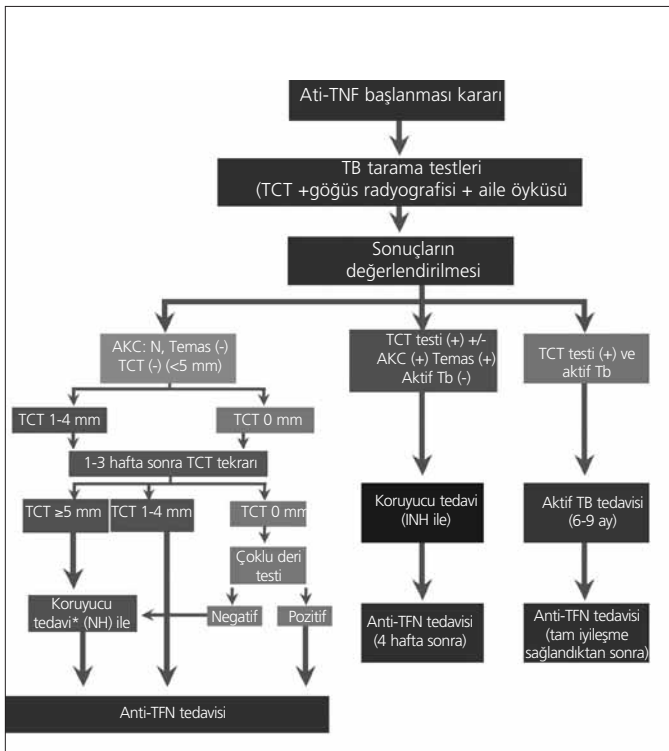 Ati-TNF başlanması kararı
TB tarama testleri
(TCT +göğüs radyografisi + aile öyküsü
Sonuçların
değerlendirilmesi
AKC: N, Temas (-)
TCT (-) (<5 mm)
TCT testi (+) +/-
AKC (+) Temas (+)
Aktif Tb (-)
TCT testi (+) ve
aktif Tb
TCT 1-4 mm
TCT 0 mm
1-3 hafta sonra TCT tekrarı
TCT ≥5 mm
TCT 1-4 mm
TCT 0 mm
Çoklu deri
testi
Koruyucu
tedavi* (NH) ile
Negatif
Pozitif
Anti-TFN tedavisi
Koruyucu tedavi
(INH ile)
Anti-TFN tedavisi
(4 hafta sonra)
Aktif TB tedavisi
(6-9 ay)
Anti-TFN tedavisi
(tam iyileşme
sağlandıktan sonra)